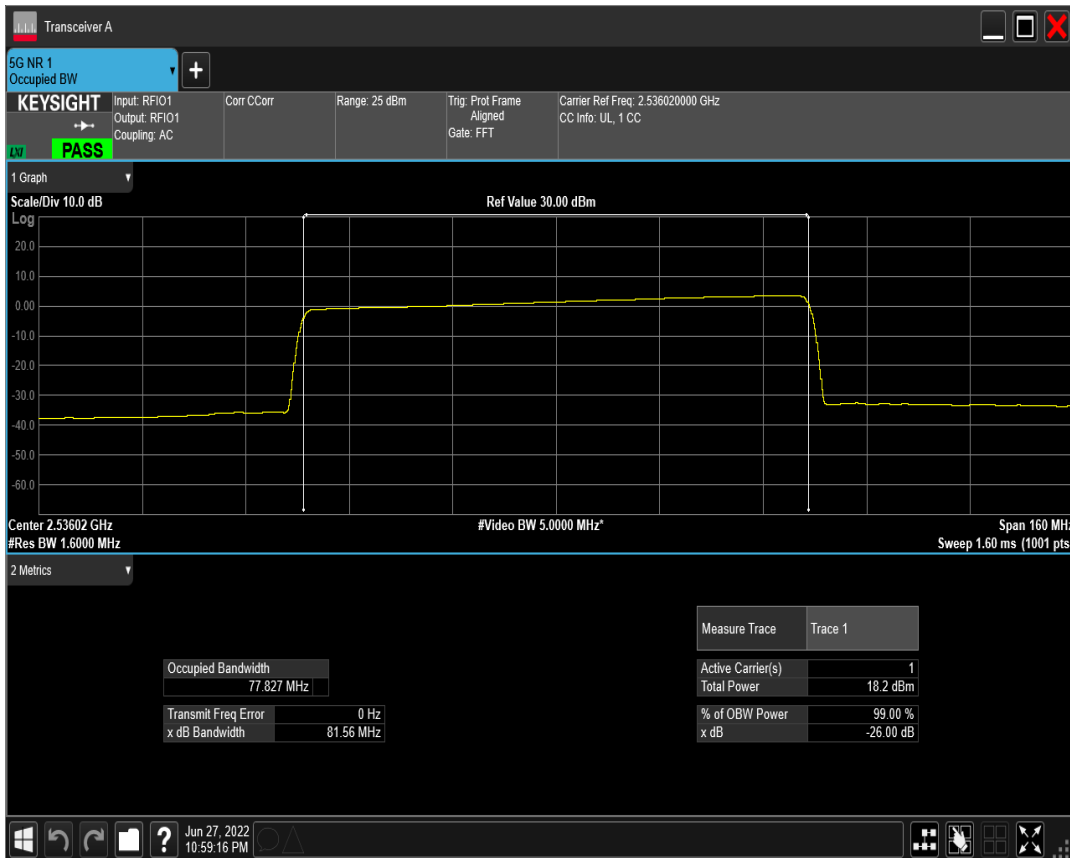 Transceiver A
5G NR 1
Occupied BW
+
KEYSIGHT
LXI
PASS
Input: RFIO1
Output: RFIO1
Coupling: AC
Corr CCorr
Range: 25 dBm
Trig: Prot Frame
Aligned
Gate: FFT
Carrier Ref Freq: 2.536020000 GHz
CC Info: UL, 1 CC
1 Graph
Scale/Div 10.0 dB
Ref Value 30.00 dBm
Log
20.0
10.0
0.00
-10.0
-20.0
-30.0
-40.0
-50.0
-60.0
Center 2.53602 GHz
#Video BW 5.0000 MHz*
Span 160 MHz
#Res BW 1.6000 MHz
Sweep 1.60 ms (1001 pts
2 Metrics
Measure Trace Trace 1
Occupied Bandwidth
77.827 MHz
Active Carrier(s) 1
Total Power 18.2 dBm
Transmit Freq Error 0 Hz
x dB Bandwidth 81.56 MHz
% of OBW Power 99.00 %
x dB -26.00 dB
?
Jun 27, 2022
10:59:16 PM